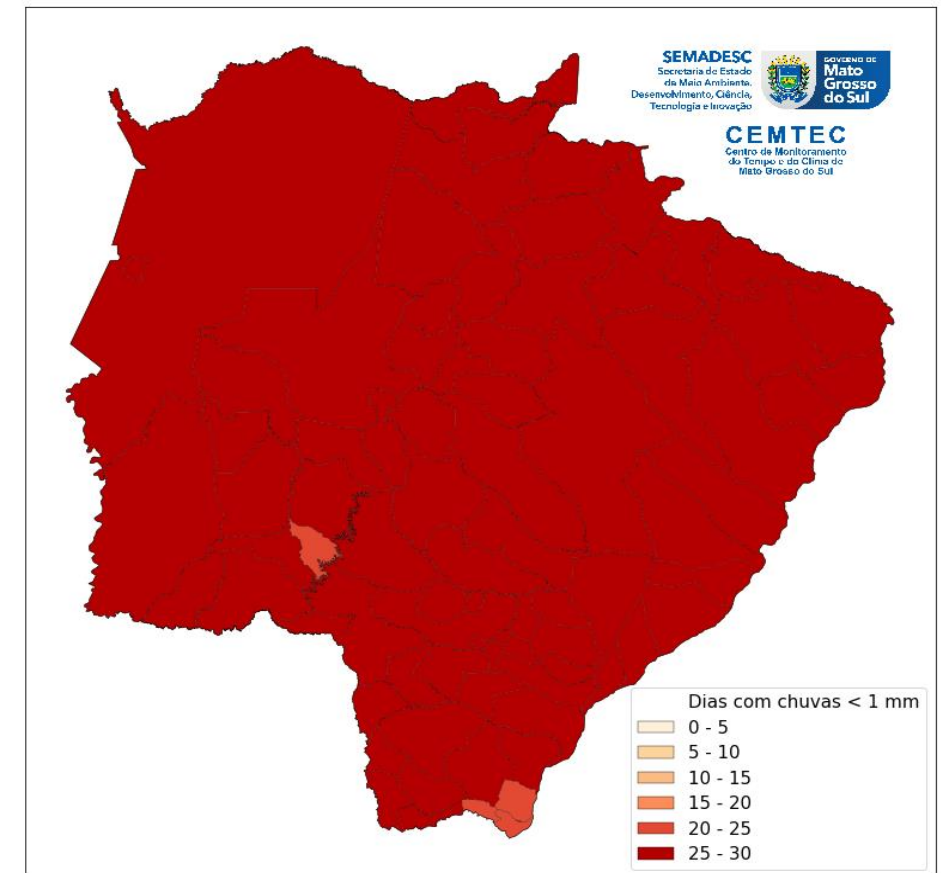 SEMADESC
Secretaria de Estado
de Meio Ambiente,
Desenvolvimento, Ciência,
Tecnologia e Inovação
GOVERNO DE
Mato
Grosso
do Sul
CEMTEC
Centro de Monitoramento
do Tempo e do Clima de
Mato Grosso do Sul
Dias com chuvas < 1 mm
0 - 5
5 - 10
10 - 15
15 - 20
20 - 25
25 - 30